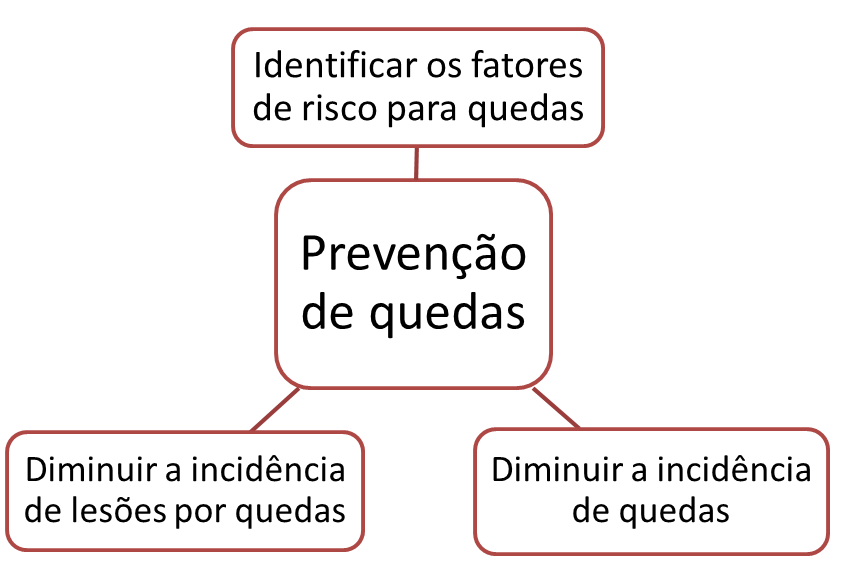 Identificar os fatores
de risco para quedas
Prevenção
de quedas
Diminuir a incidência
de lesões por quedas
Diminuir a incidência
de quedas